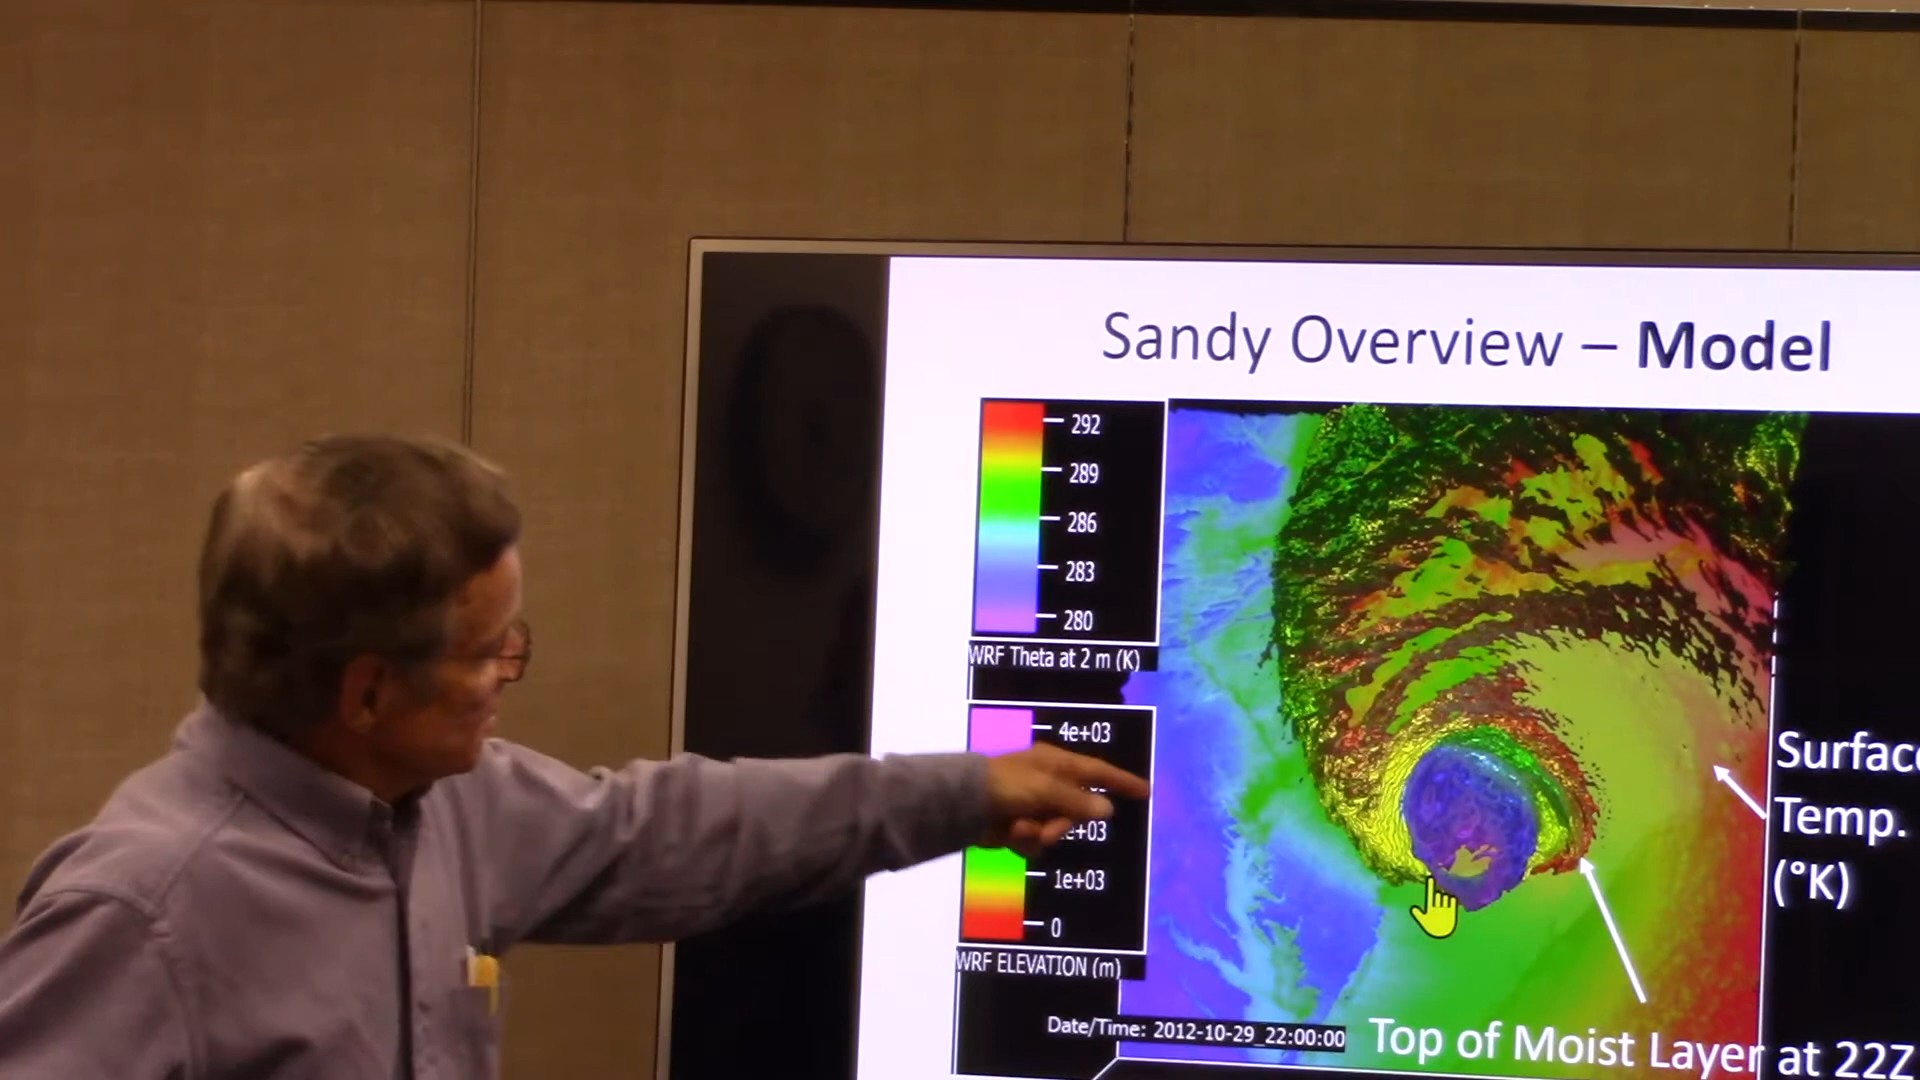 Sandy Overview – Model
292
289
286
283
280
WRF Theta at 2 m (K)
4e+03
1e+03
0
WRF ELEVATION (m)
Surface
Temp.
(°K)
Date/Time: 2012-10-29_22:00:00
Top of Moist Layer at 22Z